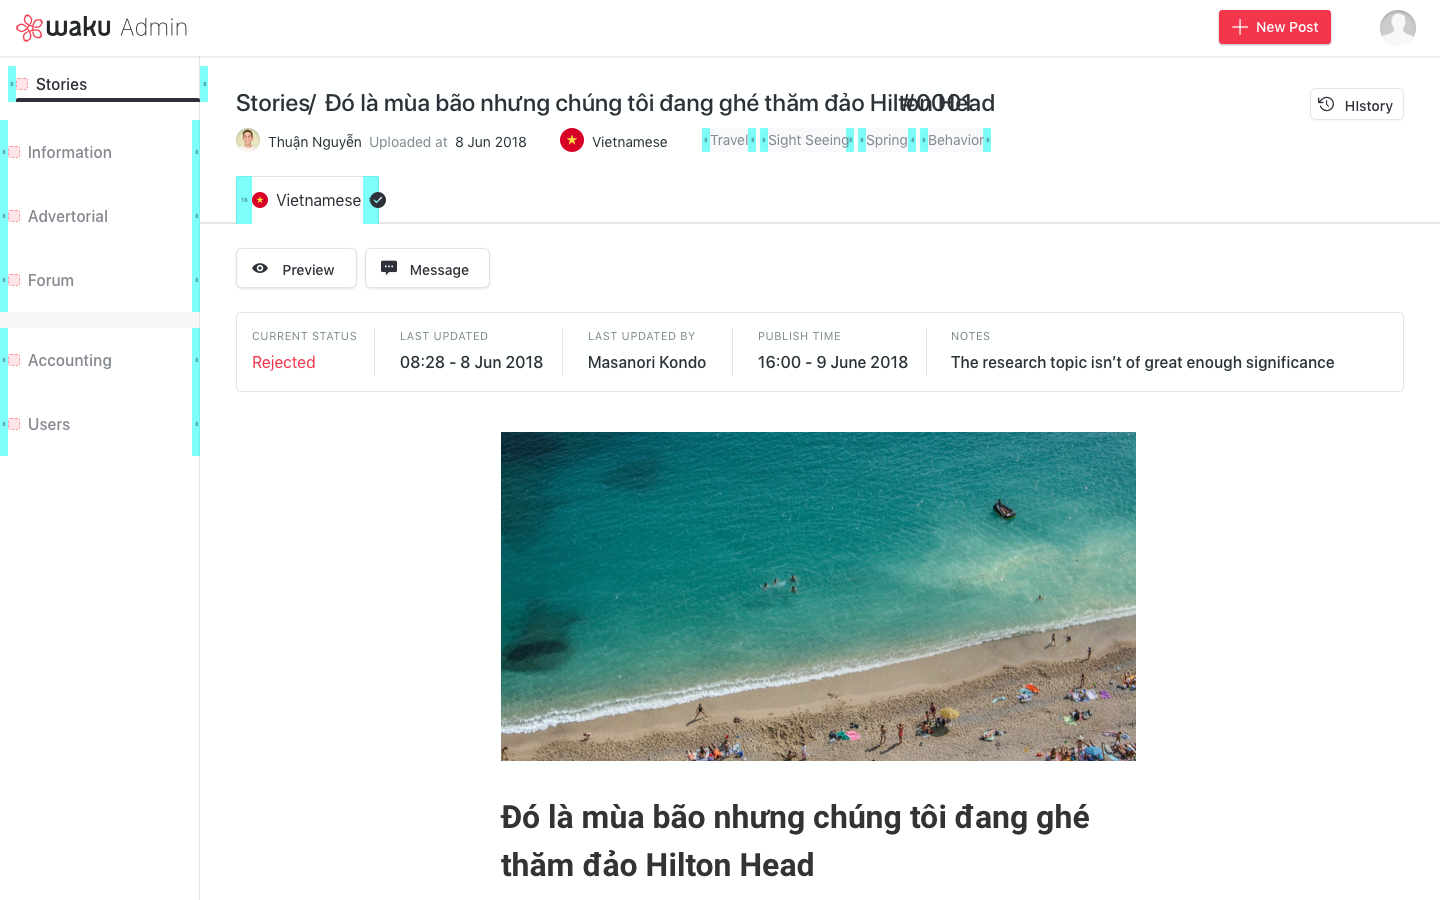 waku Admin
New Post
Stories
Information
Advertorial
Forum
Accounting
Users
Stories/ Đó là mùa bão nhưng chúng tôi đang ghé thăm đảo Hilton Head
#0001
HIstory
Thuận Nguyễn Uploaded at 8 Jun 2018
Vietnamese
Travel
Sight Seeing
Spring
Behavior
16
Vietnamese
Preview
Message
CURRENT STATUS
Rejected
LAST UPDATED
08:28 - 8 Jun 2018
LAST UPDATED BY
Masanori Kondo
PUBLISH TIME
16:00 - 9 June 2018
NOTES
The research topic isn’t of great enough significance
Đó là mùa bão nhưng chúng tôi đang ghé
thăm đảo Hilton Head